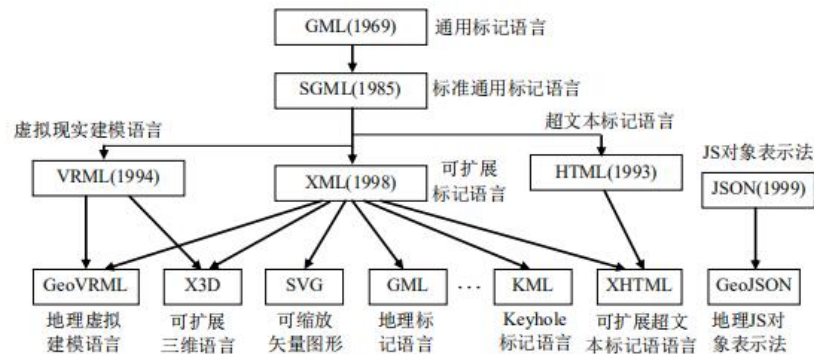 GML(1969)
通用标记语言
SGML(1985)
标准通用标记语言
虚拟现实建模语言
超文本标记语言
JS对象表示法
VRML(1994)
XML(1998)
可扩展
标记语言
HTML(1993)
JSON(1999)
GeoVRML
X3D
SVG
GML
···
KML
XHTML
GeoJSON
地理虚拟
建模语言
可扩展
三维语言
可缩放
矢量图形
地理标
记语言
Keyhole
标记语言
可扩展超文
本标记语语言
地理JS对
象表示法